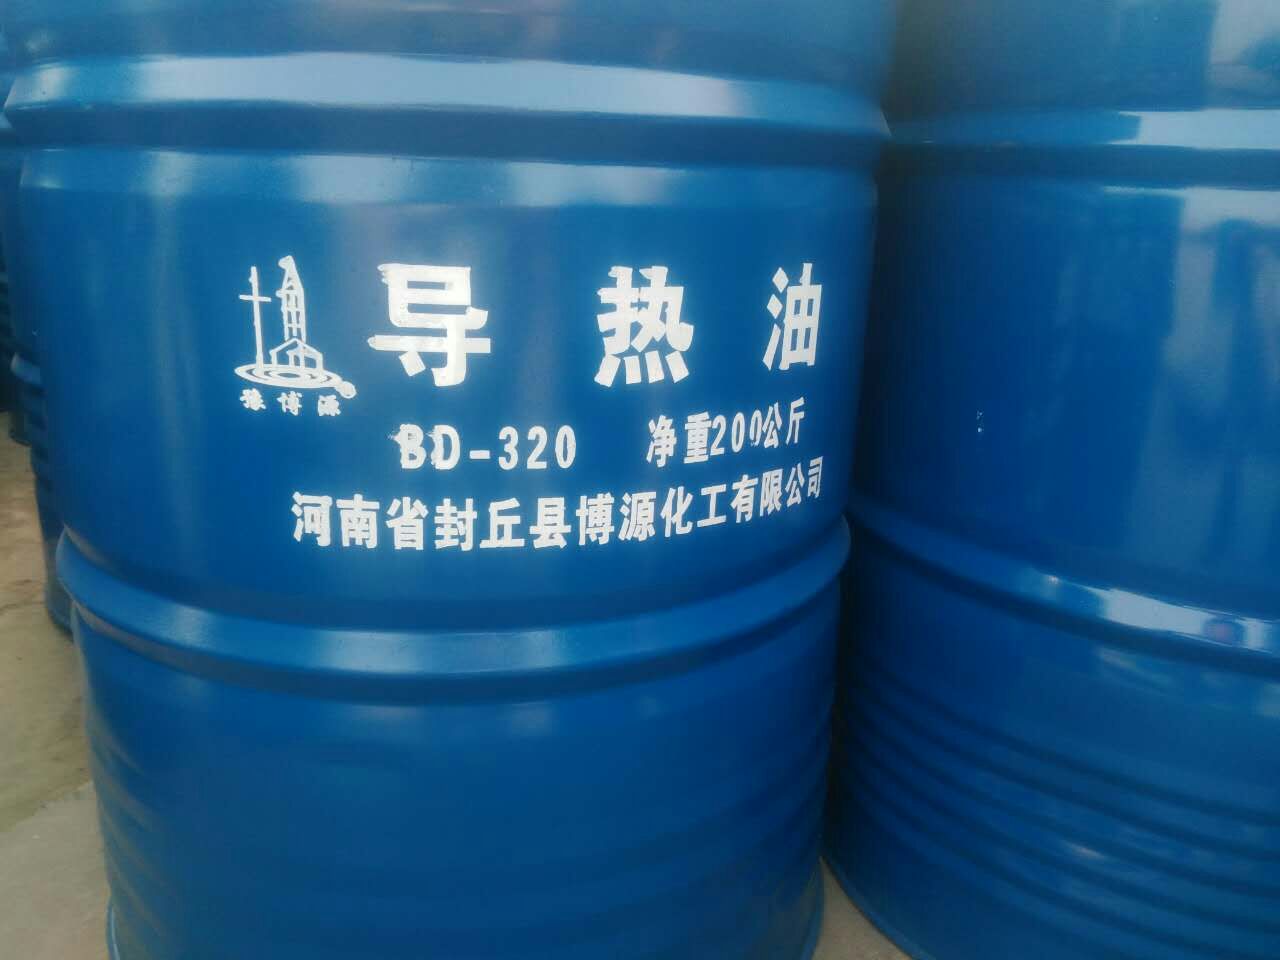 导热油
豫博源
BD-320 净重200公斤
河南省封丘县博源化工有限公司